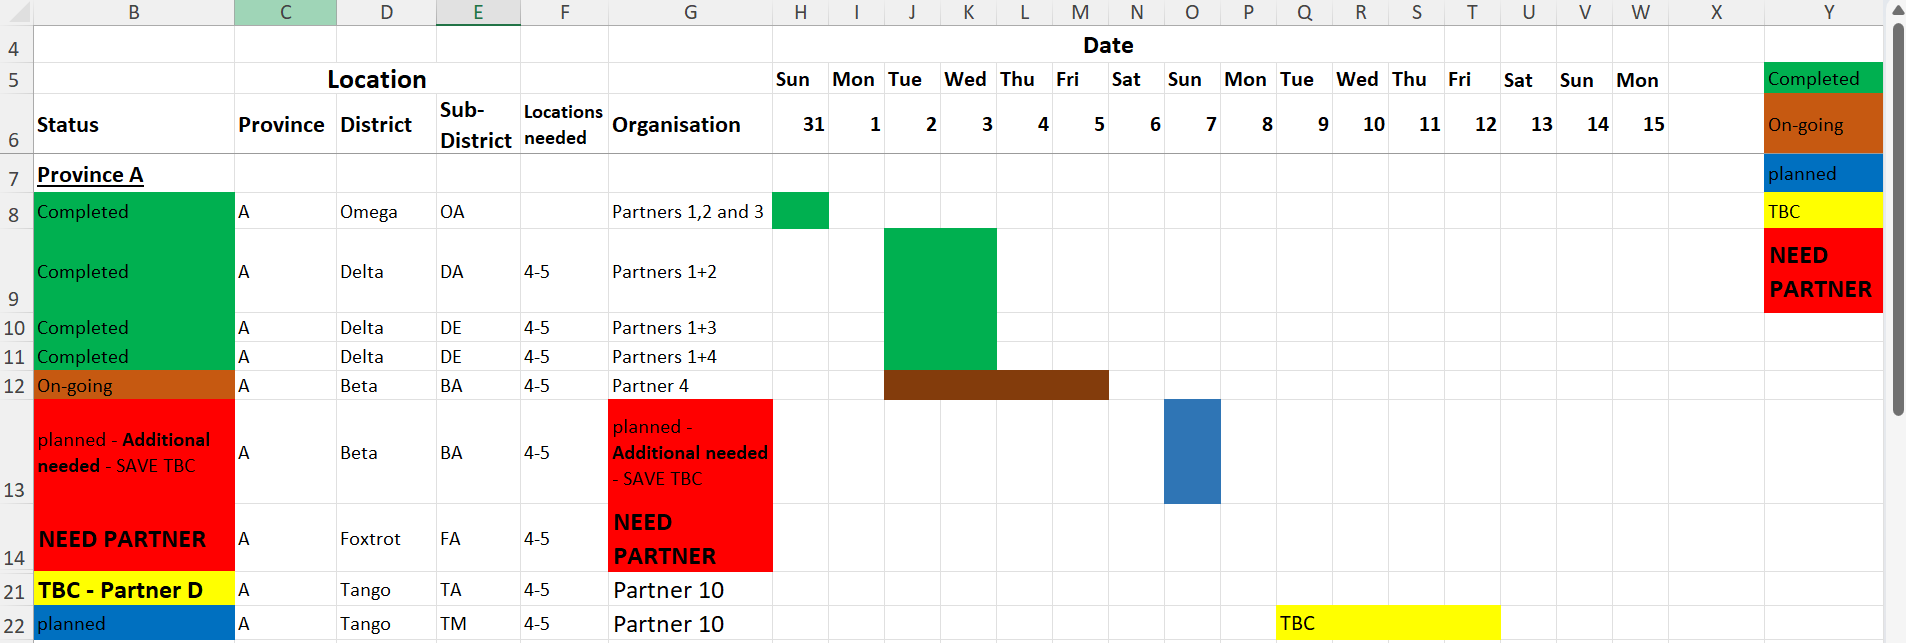 B C D E F G H I J K L M N O P Q R S T U V W X Y
4 Date
5 Location Sun Mon Tue Wed Thu Fri Sat Sun Mon Tue Wed Thu Fri Sat Sun Mon Completed
6 Status Province District Sub-District Locations needed Organisation 31 1 2 3 4 5 6 7 8 9 10 11 12 13 14 15 On-going
7 Province A planned
8 Completed A Omega OA Partners 1,2 and 3 TBC
9 Completed A Delta DA 4-5 Partners 1+2 NEED PARTNER
10 Completed A Delta DE 4-5 Partners 1+3
11 Completed A Delta DE 4-5 Partners 1+4
12 On-going A Beta BA 4-5 Partner 4
13 planned - Additional needed - SAVE TBC A Beta BA 4-5 planned - Additional needed - SAVE TBC
14 NEED PARTNER A Foxtrot FA 4-5 NEED PARTNER
21 TBC - Partner D A Tango TA 4-5 Partner 10
22 planned A Tango TM 4-5 Partner 10 TBC